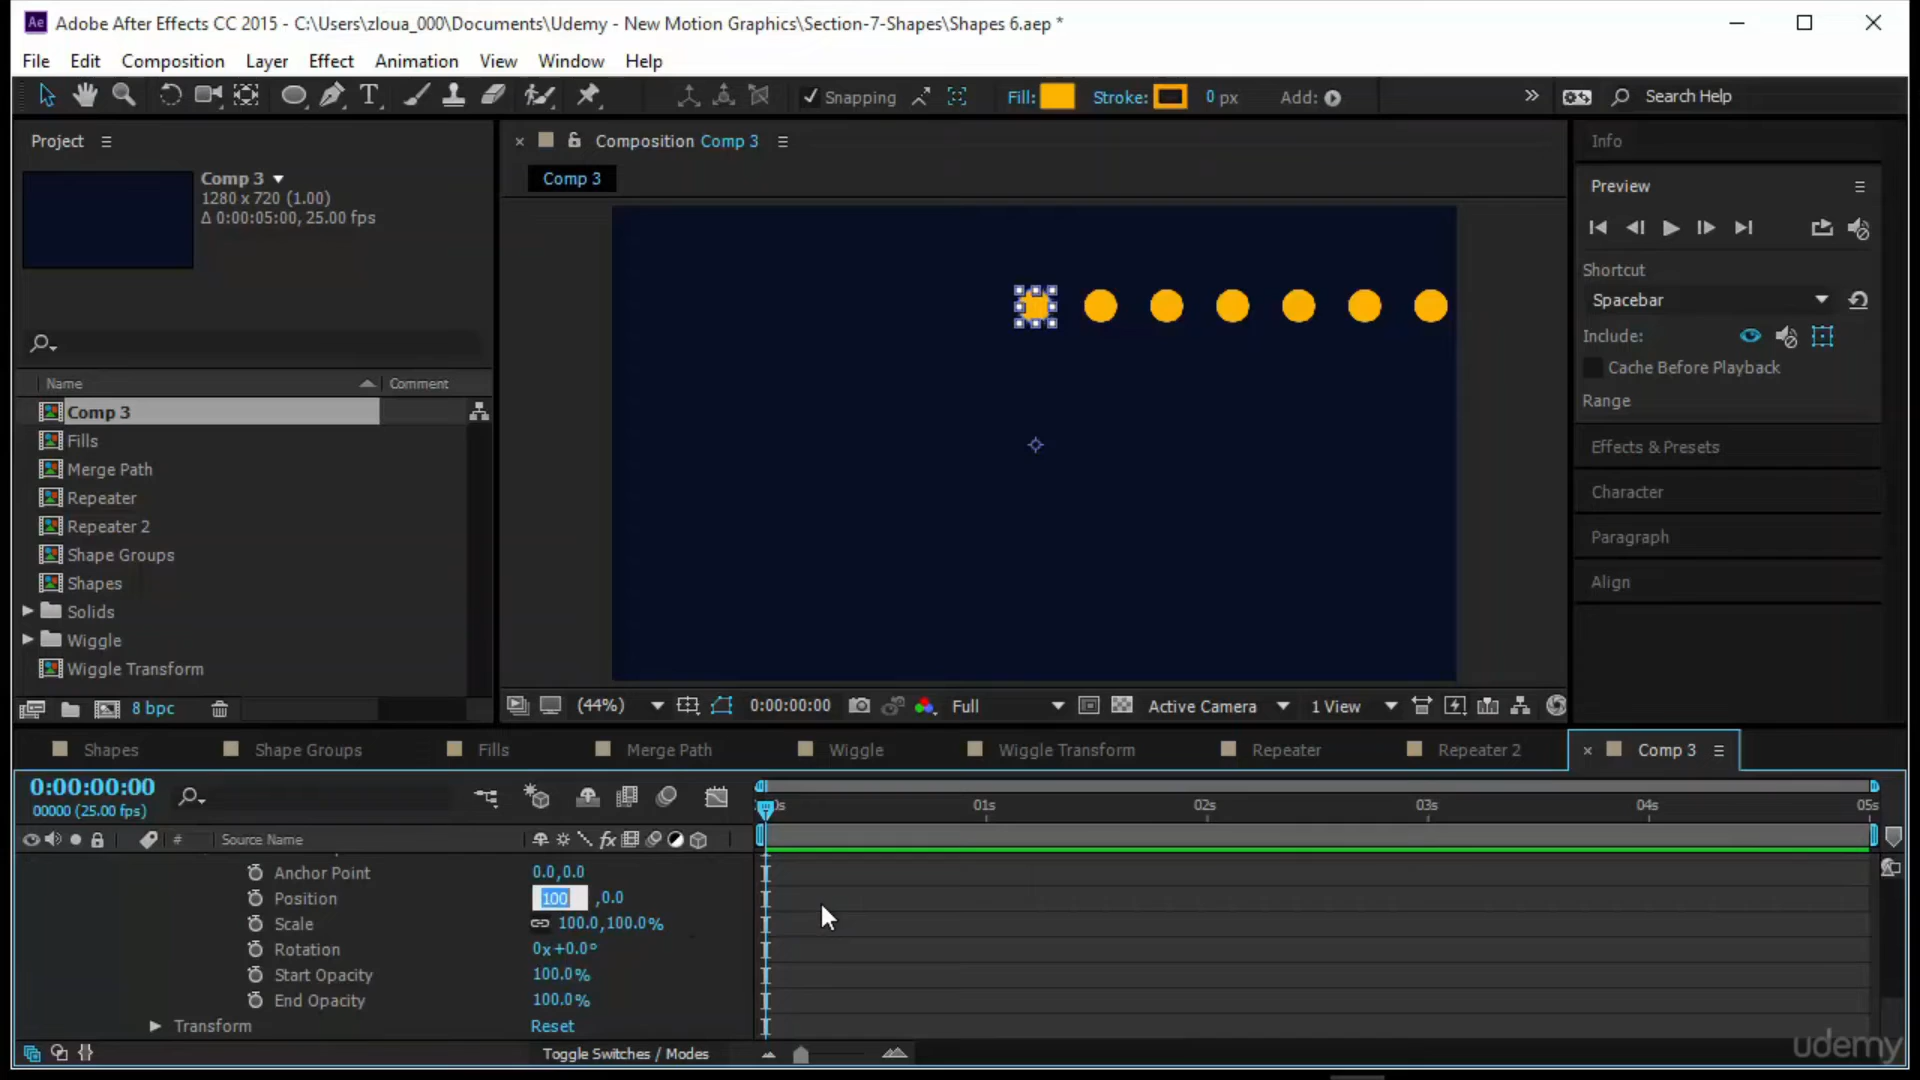 Adobe After Effects CC 2015 - C:\Users\zloua_000\Documents\Udemy - New Motion Graphics\Section-7-Shapes\Shapes 6.aep *
File Edit Composition Layer Effect Animation View Window Help
Snapping Fill: Stroke: 0 px Add: Search Help
Project
Comp 3
1280 x 720 (1.00)
Δ 0:00:05:00, 25.00 fps
Name Comment
Comp 3
Fills
Merge Path
Repeater
Repeater 2
Shape Groups
Shapes
Solids
Wiggle
Wiggle Transform
8 bpc
Composition Comp 3
Comp 3
(44%) 0:00:00:00 Full Active Camera 1 View
Info
Preview
Shortcut
Spacebar
Include:
Cache Before Playback
Range
Effects & Presets
Character
Paragraph
Align
Shapes Shape Groups Fills Merge Path Wiggle Wiggle Transform Repeater Repeater 2 Comp 3
0:00:00:00
00000 (25.00 fps)
0s 01s 02s 03s 04s 05s
# Source Name
Anchor Point 0.0,0.0
Position 100 ,0.0
Scale 100.0,100.0%
Rotation 0x+0.0°
Start Opacity 100.0%
End Opacity 100.0%
Transform Reset
Toggle Switches / Modes
udemy